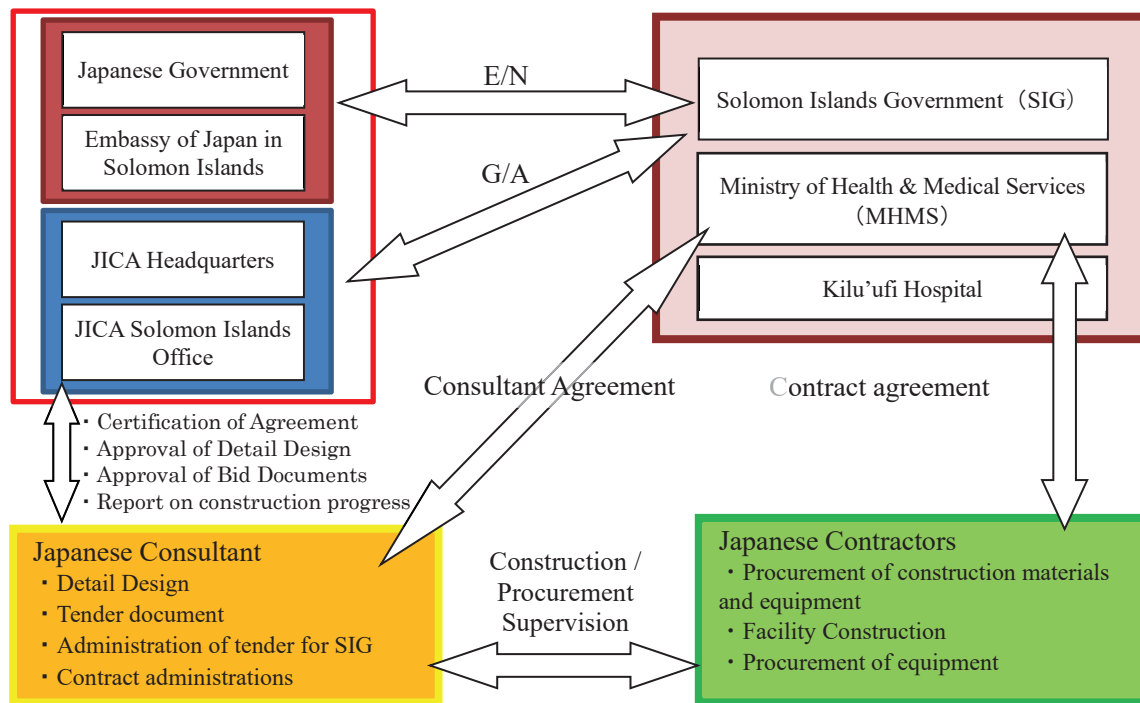 Japanese Government
Embassy of Japan in
Solomon Islands
JICA Headquarters
JICA Solomon Islands
Office
E/N
G/A
Solomon Islands Government（SIG）
Ministry of Health & Medical Services
（MHMS）
Kilu’ufi Hospital
Consultant Agreement
Contract agreement
・Certification of Agreement
・Approval of Detail Design
・Approval of Bid Documents
・Report on construction progress
Japanese Consultant
・Detail Design
・Tender document
・Administration of tender for SIG
・Contract administrations
Construction /
Procurement
Supervision
Japanese Contractors
・Procurement of construction materials
and equipment
・Facility Construction
・Procurement of equipment